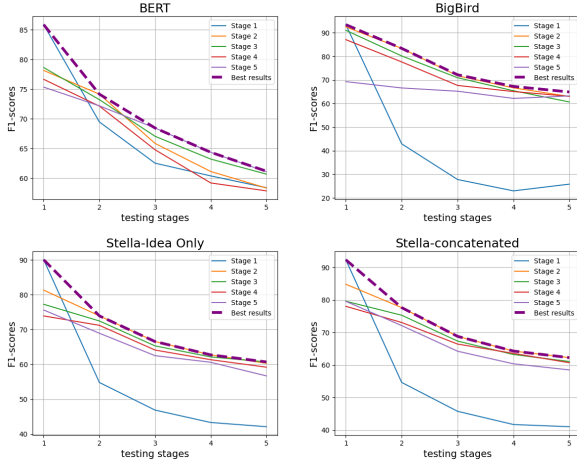 BERT
F1-scores
85
80
75
70
65
60
1 2 3 4 5
testing stages
Stage 1
Stage 2
Stage 3
Stage 4
Stage 5
Best results
BigBird
F1-scores
90
80
70
60
50
40
30
20
1 2 3 4 5
testing stages
Stage 1
Stage 2
Stage 3
Stage 4
Stage 5
Best results
Stella-Idea Only
F1-scores
90
80
70
60
50
40
1 2 3 4 5
testing stages
Stage 1
Stage 2
Stage 3
Stage 4
Stage 5
Best results
Stella-concatenated
F1-scores
90
80
70
60
50
40
1 2 3 4 5
testing stages
Stage 1
Stage 2
Stage 3
Stage 4
Stage 5
Best results